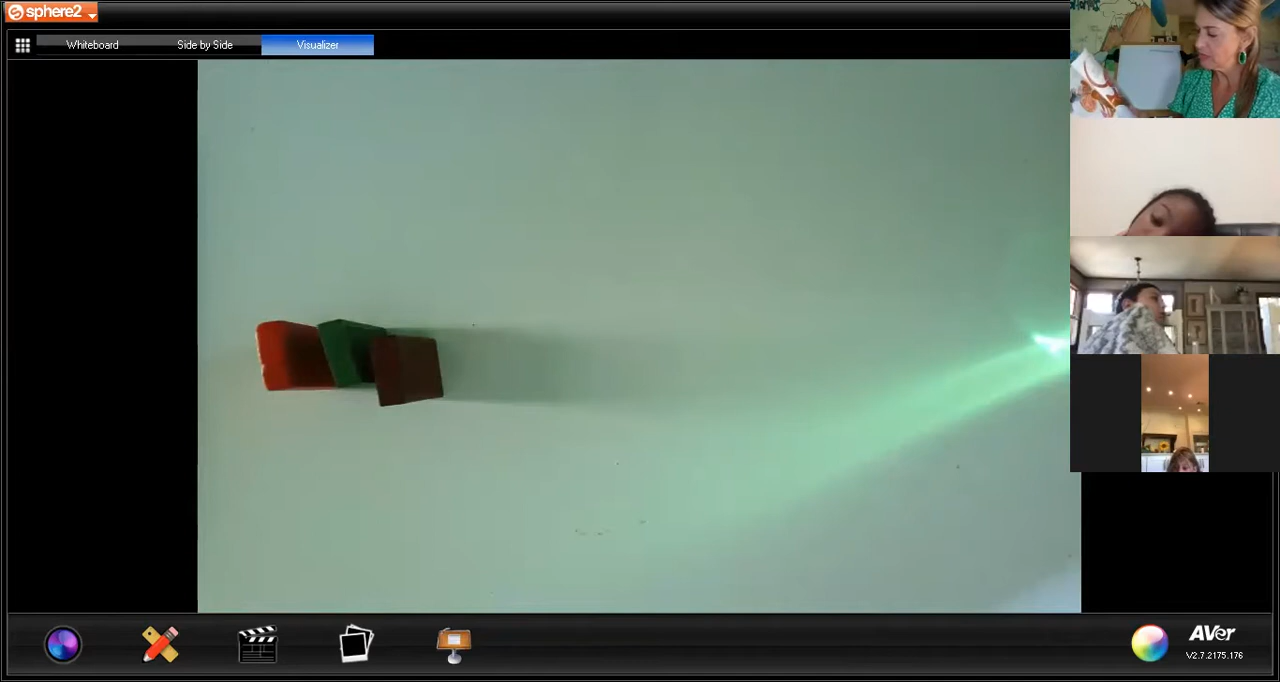 sphere2
Whiteboard
Side by Side
Visualizer
AVer
V2.7.2175.176